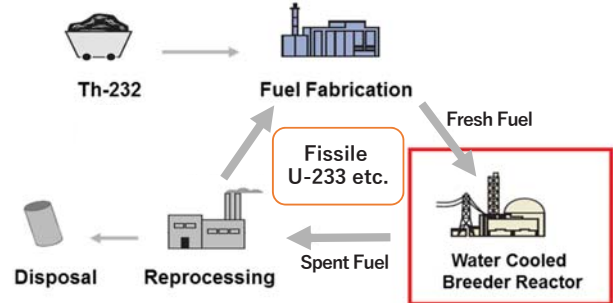 Th-232
Fuel Fabrication
Fresh Fuel
Fissile
U-233 etc.
Water Cooled
Breeder Reactor
Spent Fuel
Reprocessing
Disposal